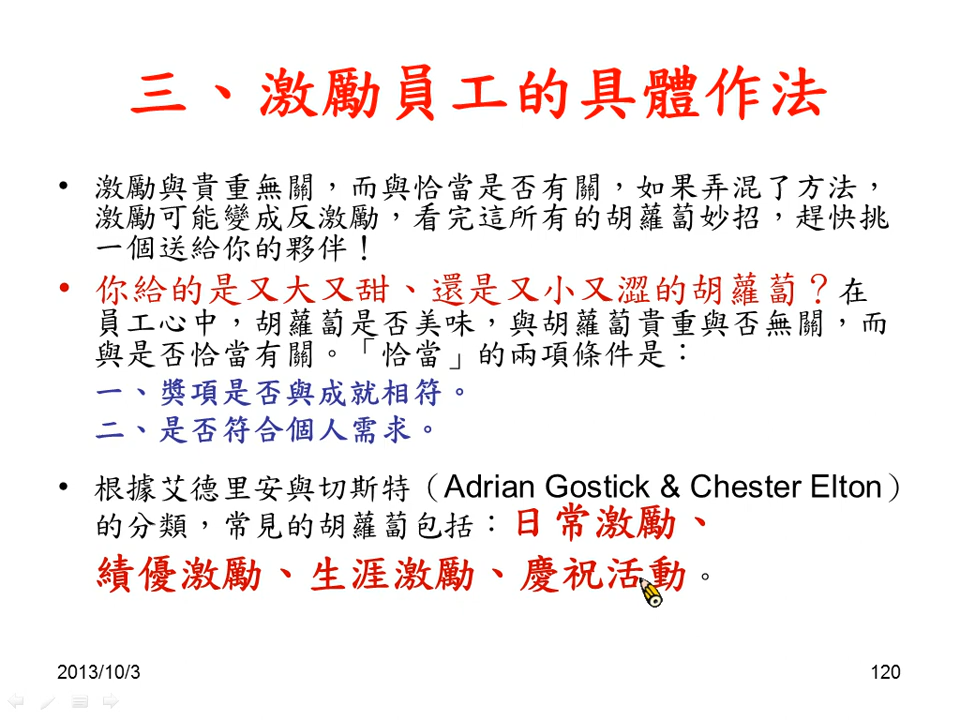 三、激勵員工的具體作法
• 激勵與貴重無關，而與恰當是否有關，如果弄混了方法，
激勵可能變成反激勵，看完這所有的胡蘿蔔妙招，趕快挑
一個送給你的夥伴！
• 你給的是又大又甜、還是又小又澀的胡蘿蔔？在
員工心中，胡蘿蔔是否美味，與胡蘿蔔貴重與否無關，而
與是否恰當有關。「恰當」的兩項條件是：
一、獎項是否與成就相符。
二、是否符合個人需求。
• 根據艾德里安與切斯特（Adrian Gostick & Chester Elton）
的分類，常見的胡蘿蔔包括：日常激勵、
績優激勵、生涯激勵、慶祝活動。
2013/10/3
120